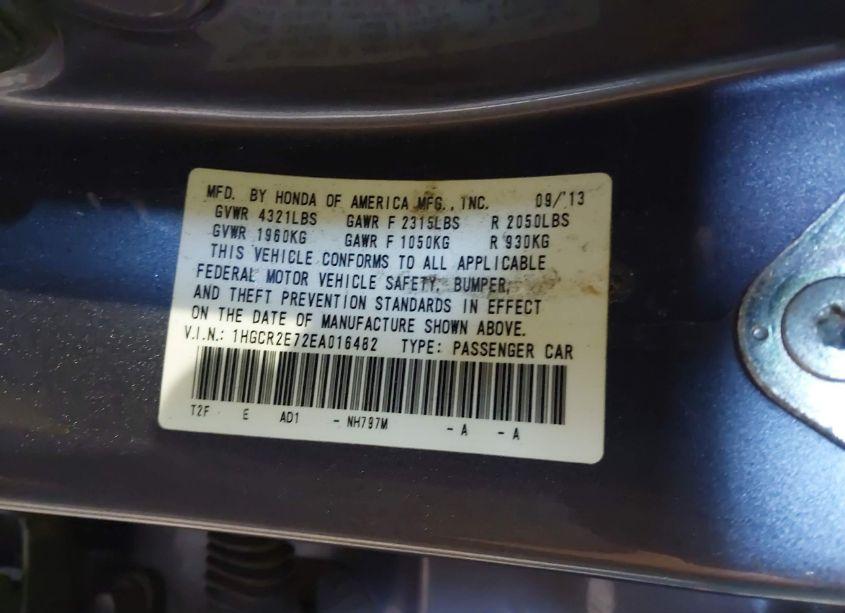 MFD. BY HONDA OF AMERICA MFG., INC. 09/'13
GVWR 4321LBS GAWR F 2315LBS R 2050LBS
GVWR 1960KG GAWR F 1050KG R 930KG
THIS VEHICLE CONFORMS TO ALL APPLICABLE
FEDERAL MOTOR VEHICLE SAFETY, BUMPER,
AND THEFT PREVENTION STANDARDS IN EFFECT
ON THE DATE OF MANUFACTURE SHOWN ABOVE.
V.I.N.: 1HGCR2E72EA016482 TYPE: PASSENGER CAR
T2F E AD1 - NH797M - A - A